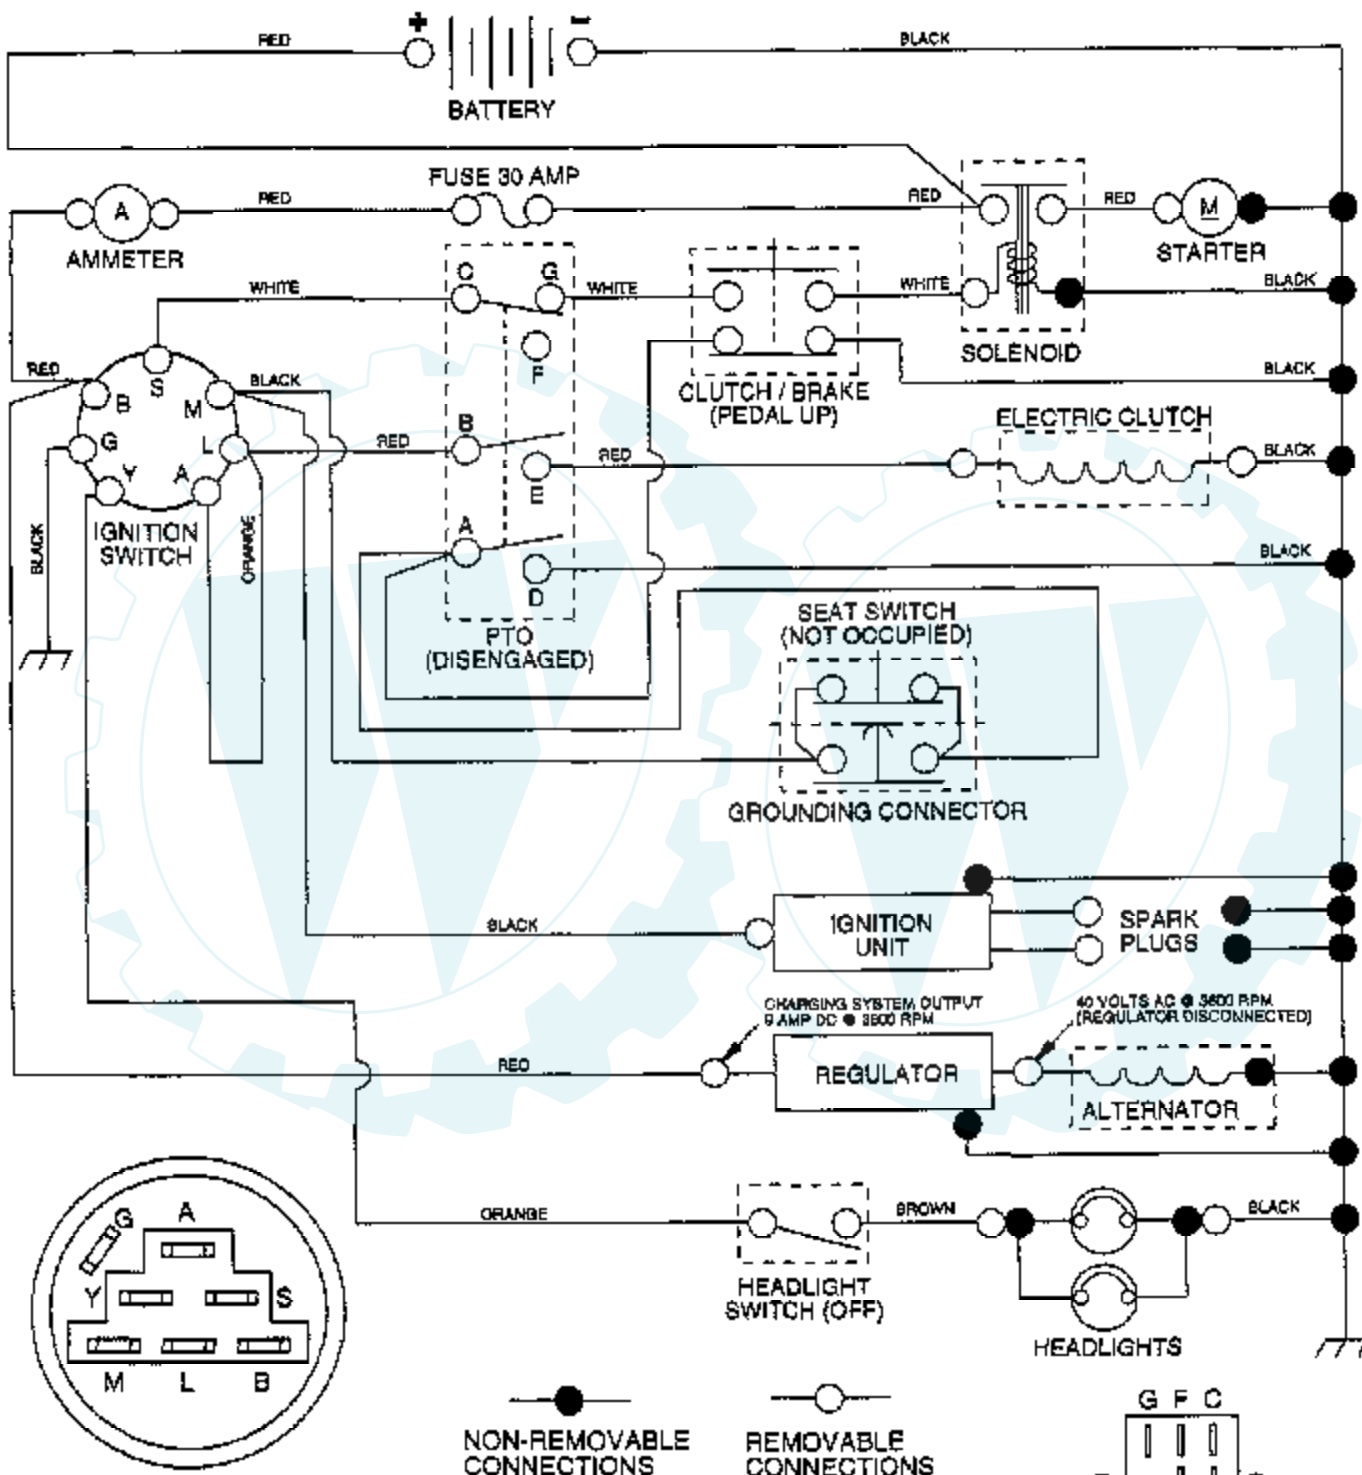 + −
RED BLACK
BATTERY
FUSE 30 AMP
A RED RED RED M
AMMETER STARTER
C G
WHITE WHITE WHITE BLACK
SOLENOID
F
RED S BLACK BLACK
B M
CLUTCH / BRAKE
(PEDAL UP)
ELECTRIC CLUTCH
G L RED B RED BLACK
Y A E
IGNITION
SWITCH
BLACK ORANGE A BLACK
D
PTO
(DISENGAGED)
SEAT SWITCH
(NOT OCCUPIED)
GROUNDING CONNECTOR
BLACK IGNITION
UNIT
SPARK
PLUGS
CHARGING SYSTEM OUTPUT
9 AMP DC @ 3600 RPM
40 VOLTS AC @ 3600 RPM
(REGULATOR DISCONNECTED)
RED REGULATOR
ALTERNATOR
ORANGE BROWN BLACK
HEADLIGHT
SWITCH (OFF)
HEADLIGHTS
G A
Y S
M L B
NON-REMOVABLE
CONNECTIONS
REMOVABLE
CONNECTIONS
G F C